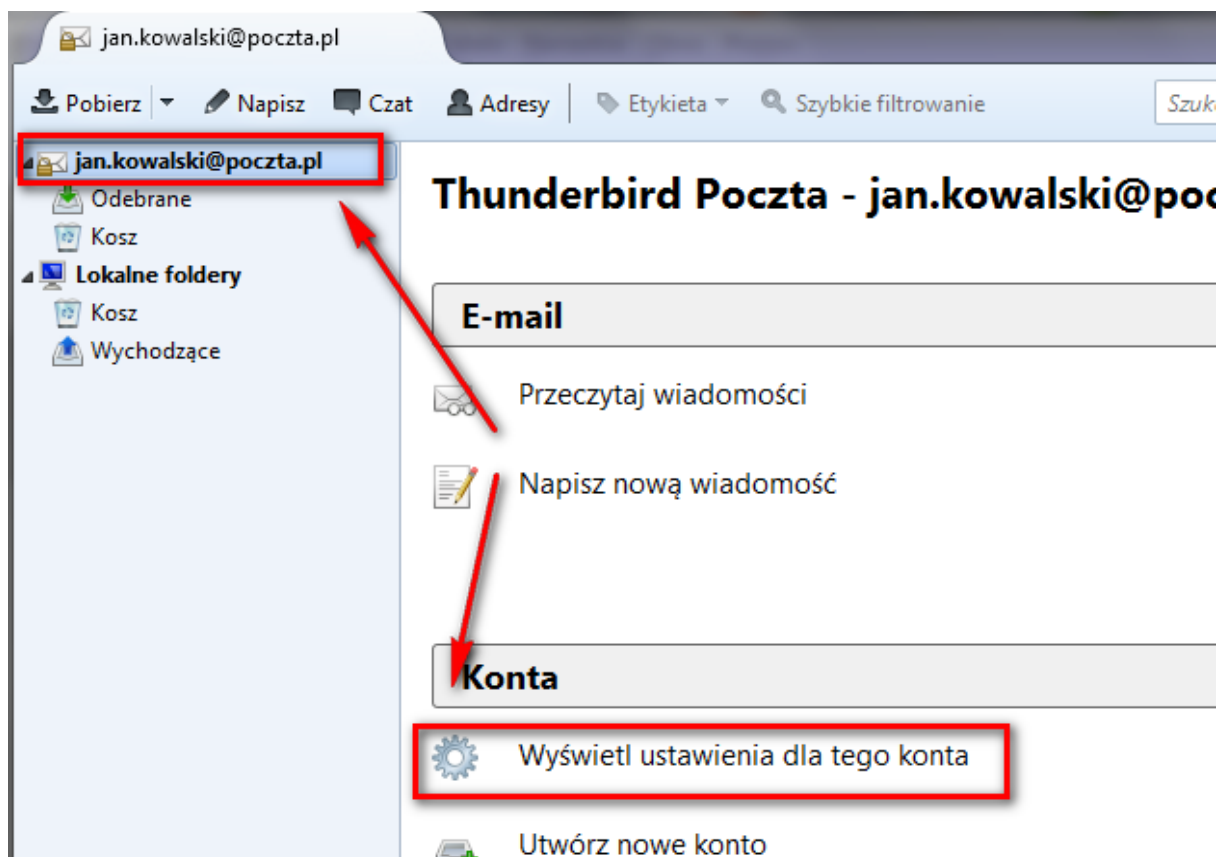 jan.kowalski@poczta.pl
Pobierz Napisz Czat Adresy Etykieta Szybkie filtrowanie
jan.kowalski@poczta.pl
Odebrane
Kosz
Lokalne foldery
Kosz
Wychodzące
Thunderbird Poczta - jan.kowalski@poc
E-mail
Przeczytaj wiadomości
Napisz nową wiadomość
Konta
Wyświetl ustawienia dla tego konta
Utwórz nowe konto